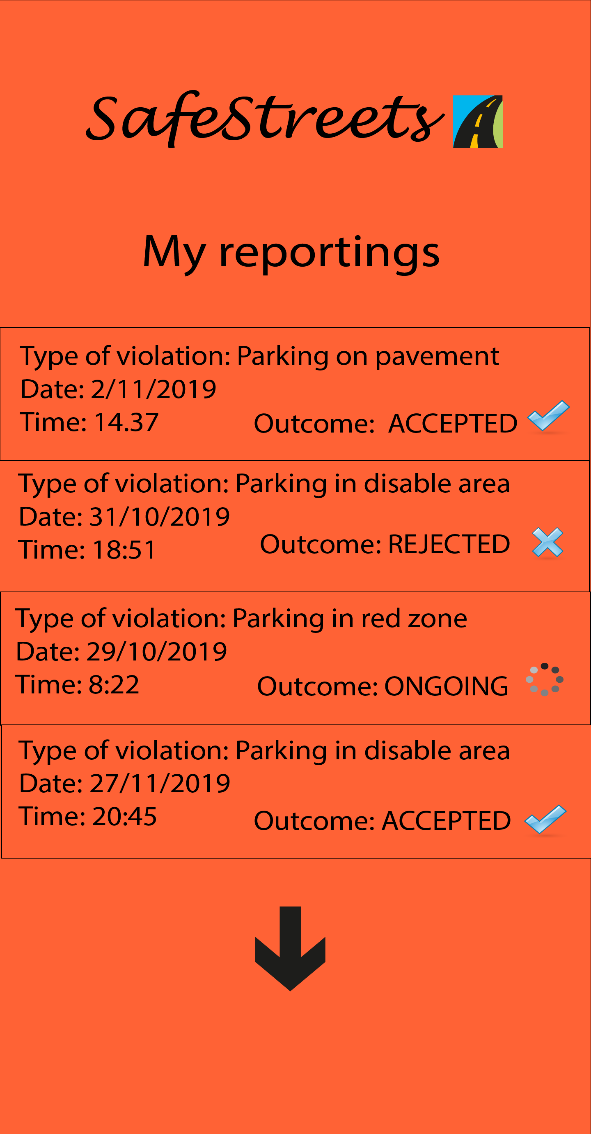 SafeStreets
My reportings
Type of violation: Parking on pavement
Date: 2/11/2019
Time: 14.37 Outcome: ACCEPTED
Type of violation: Parking in disable area
Date: 31/10/2019
Time: 18:51 Outcome: REJECTED
Type of violation: Parking in red zone
Date: 29/10/2019
Time: 8:22 Outcome: ONGOING
Type of violation: Parking in disable area
Date: 27/11/2019
Time: 20:45 Outcome: ACCEPTED